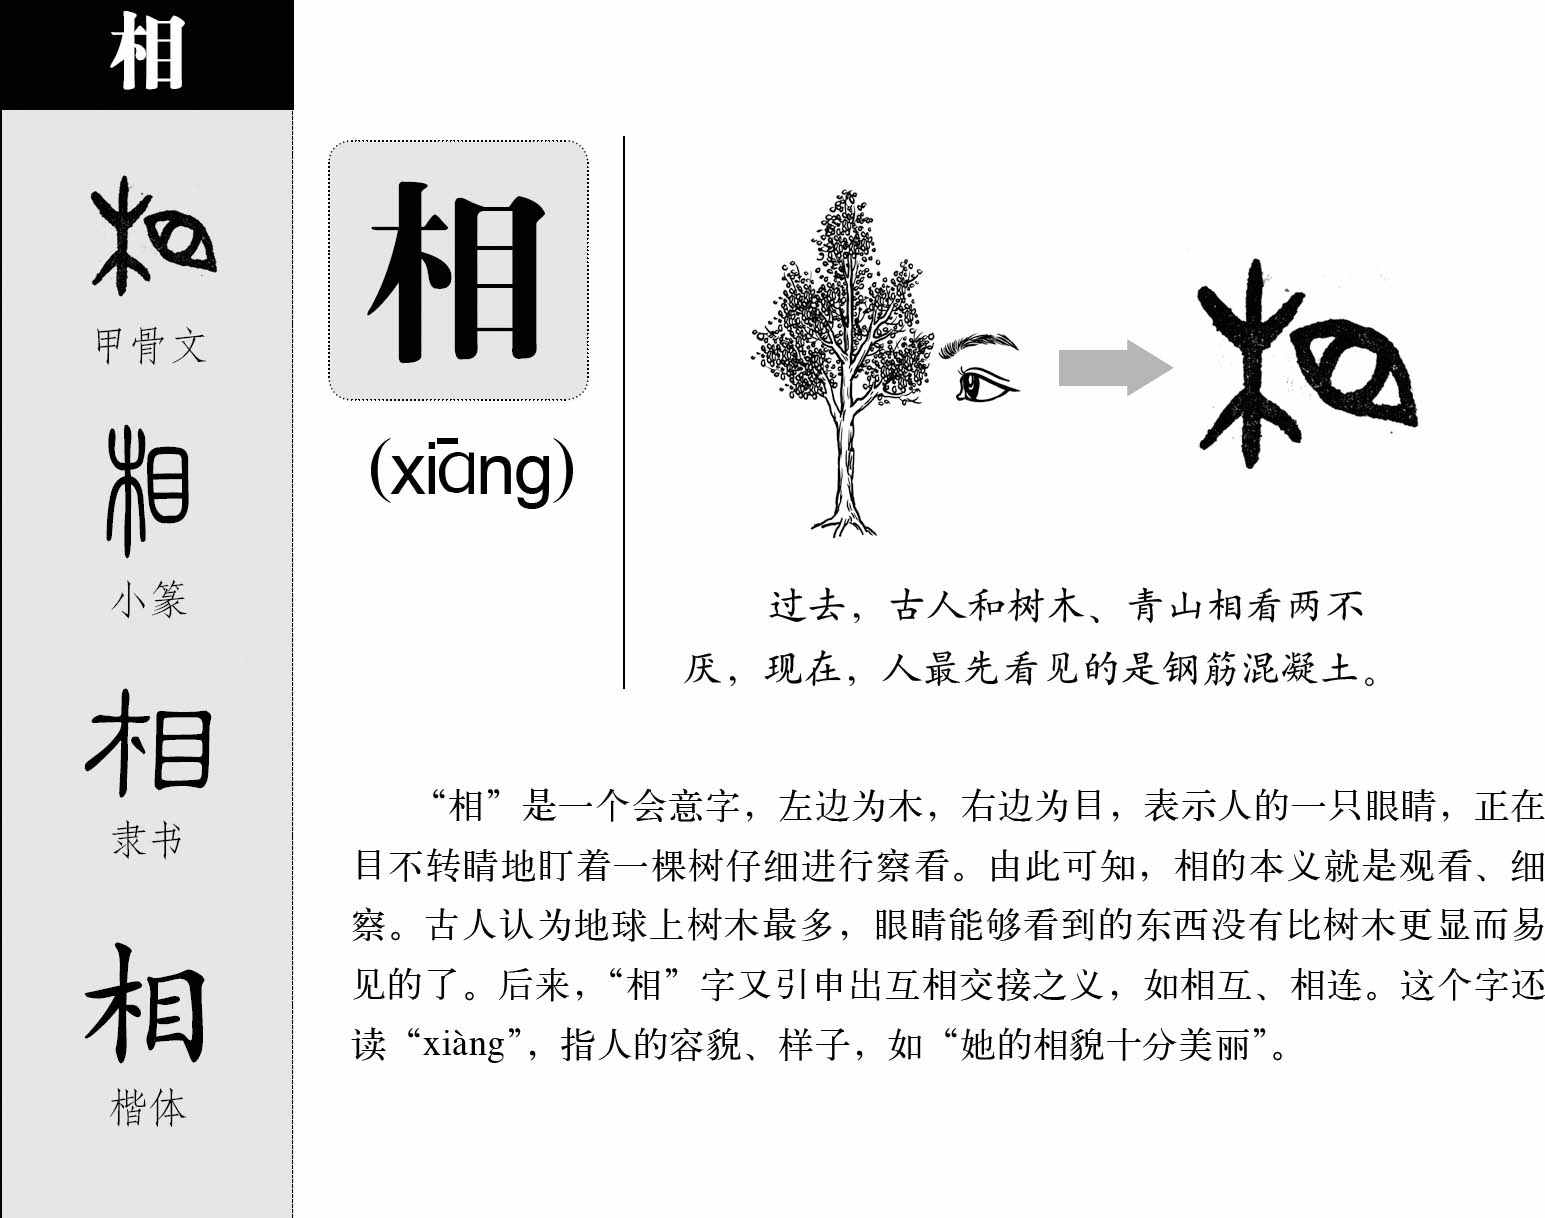 相
甲骨文
小篆
隶书
楷体
相
(xiāng)
过去，古人和树木、青山相看两不
厌，现在，人最先看见的是钢筋混凝土。
“相”是一个会意字，左边为木，右边为目，表示人的一只眼睛，正在
目不转睛地盯着一棵树仔细进行察看。由此可知，相的本义就是观看、细
察。古人认为地球上树木最多，眼睛能够看到的东西没有比树木更显而易
见的了。后来，“相”字又引申出互相交接之义，如相互、相连。这个字还
读“xiàng”，指人的容貌、样子，如“她的相貌十分美丽”。